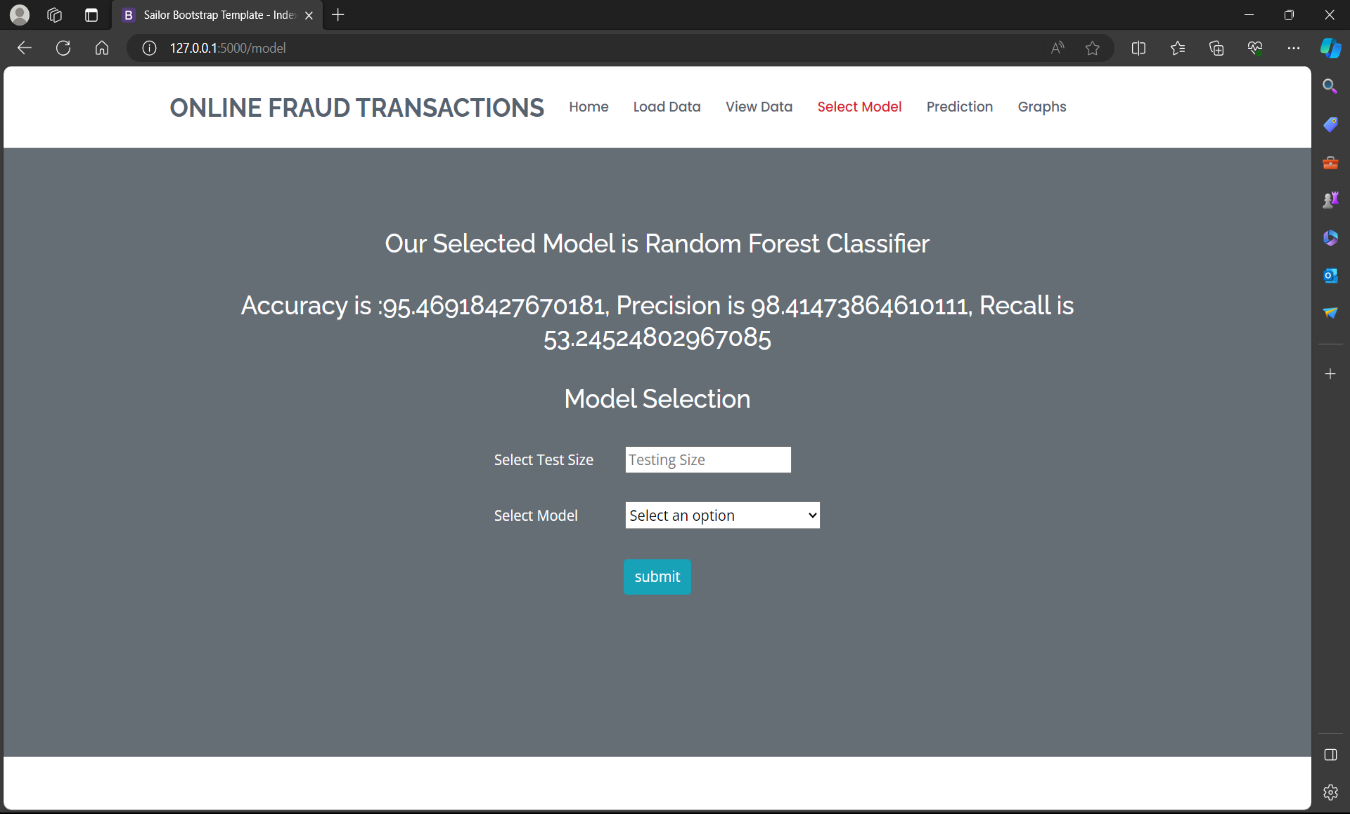 Sailor Bootstrap Template - Inde
127.0.0.1:5000/model
ONLINE FRAUD TRANSACTIONS
Home
Load Data
View Data
Select Model
Prediction
Graphs
Our Selected Model is Random Forest Classifier
Accuracy is :95.46918427670181, Precision is 98.41473864610111, Recall is
53.24524802967085
Model Selection
Select Test Size
Testing Size
Select Model
Select an option
submit